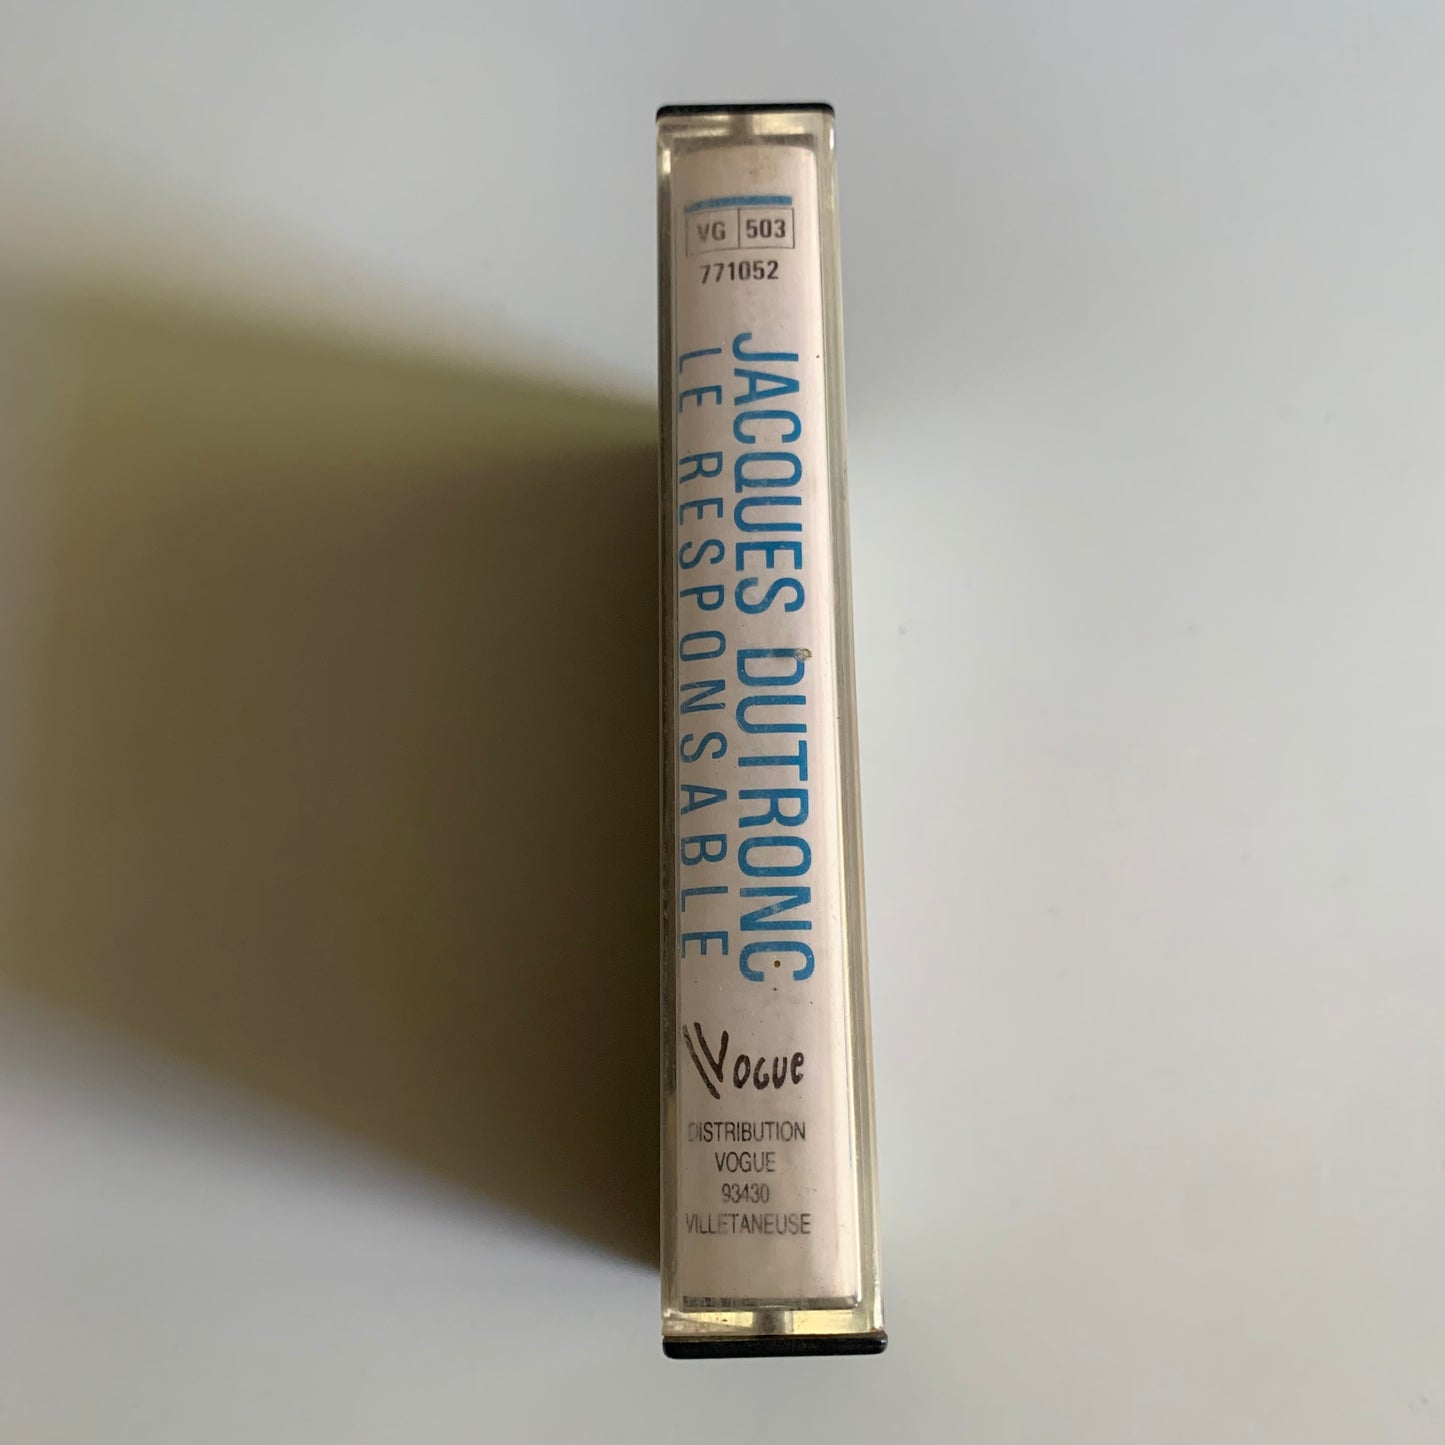 VG 503
771052
JACQUES DUTRONC
LE RESPONSABLE
Vogue
DISTRIBUTION
VOGUE
93430
VILLETANEUSE